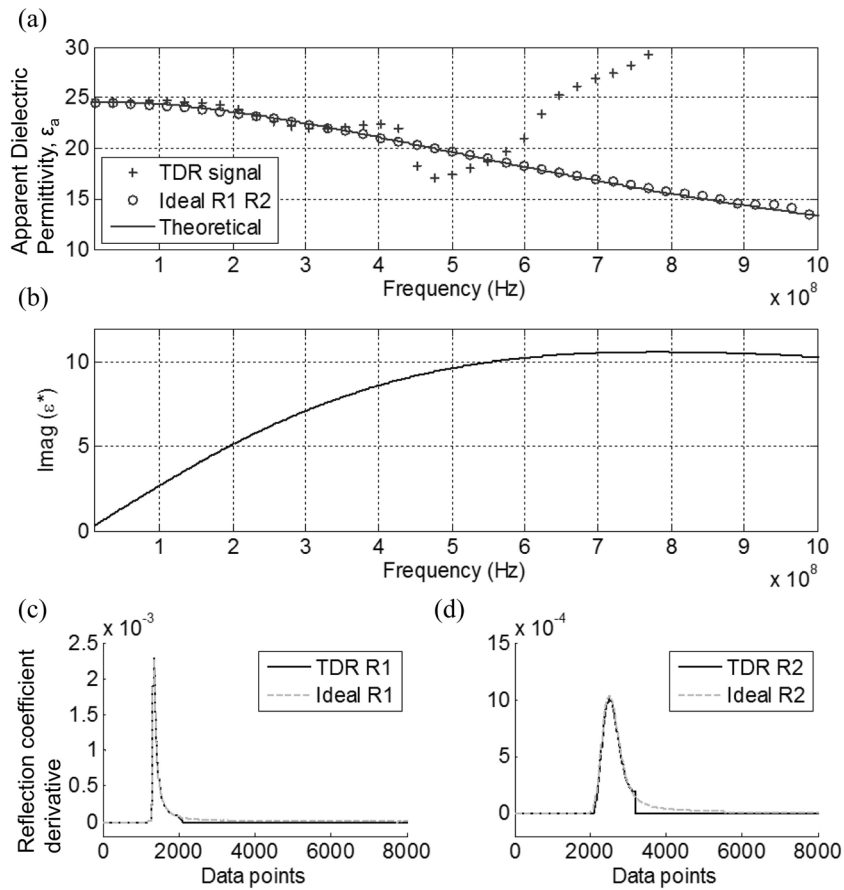 (a)
30
25
20
15
10
Apparent Dielectric
Permittivity, εa
TDR signal
Ideal R1 R2
Theoretical
1 2 3 4 5 6 7 8 9 10
Frequency (Hz)
x 10^8
(b)
10
5
0
Imag (ε*)
1 2 3 4 5 6 7 8 9 10
Frequency (Hz)
x 10^8
(c)
x 10^-3
2.5
2
1.5
1
0.5
0
Reflection coefficient
derivative
TDR R1
Ideal R1
0 2000 4000 6000 8000
Data points
(d)
x 10^-4
15
10
5
0
TDR R2
Ideal R2
0 2000 4000 6000 8000
Data points